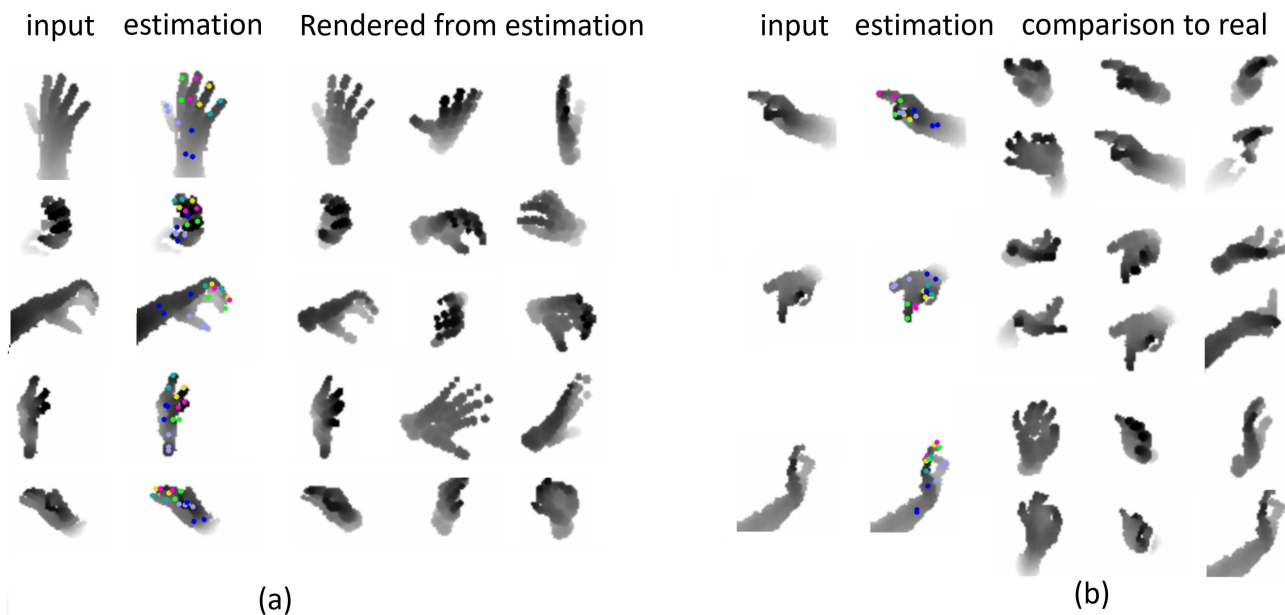 input estimation Rendered from estimation
input estimation comparison to real
(a)
(b)